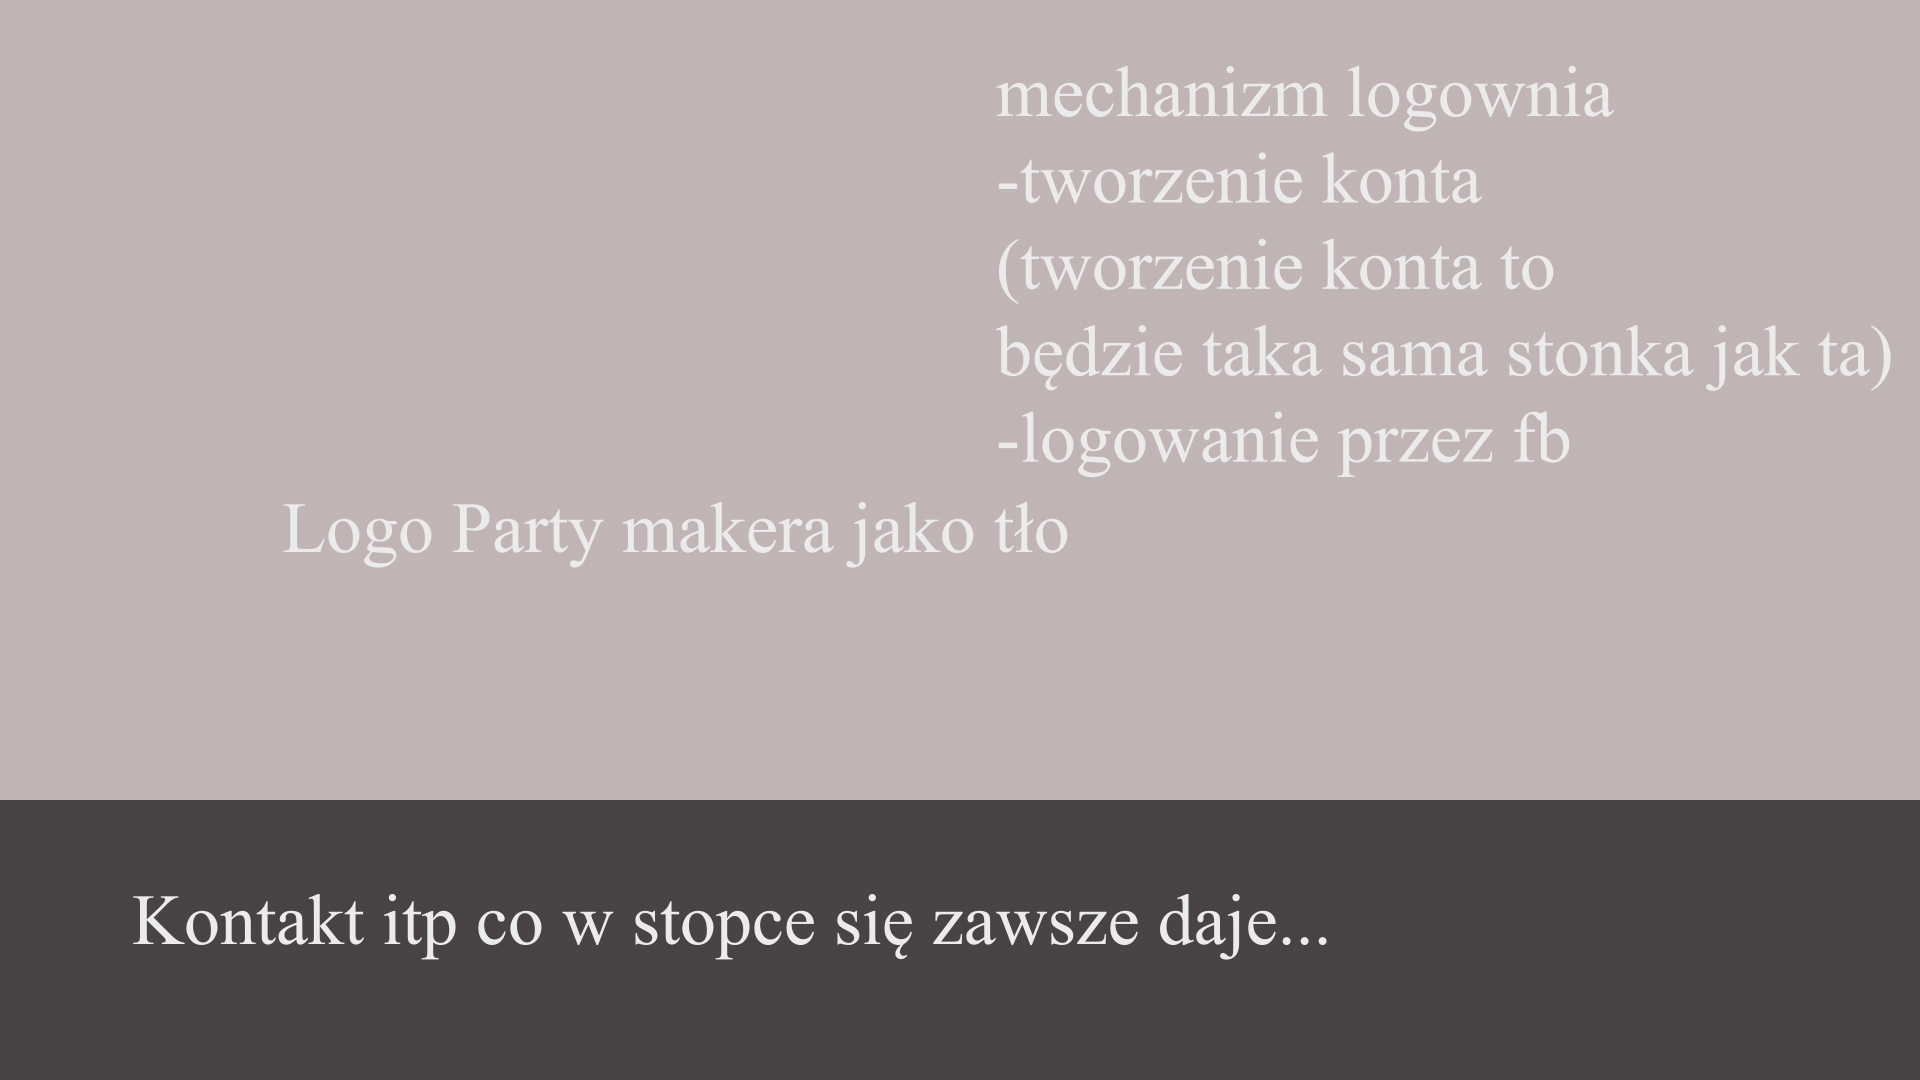 mechanizm logownia
-tworzenie konta
(tworzenie konta to
będzie taka sama stonka jak ta)
-logowanie przez fb
Logo Party makera jako tło
Kontakt itp co w stopce się zawsze daje...